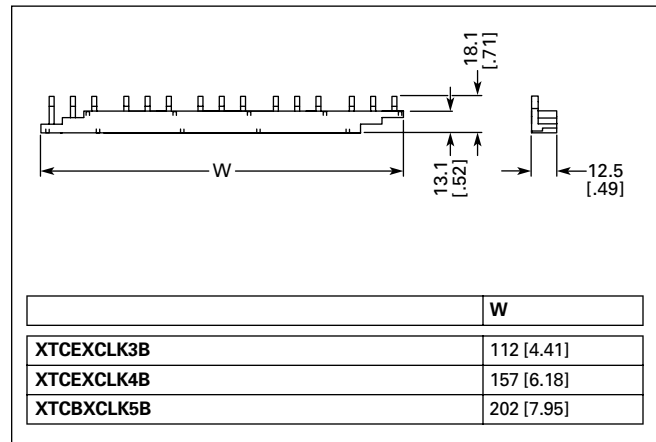 18.1
[.71]
W
13.1
[.52]
12.5
[.49]
W
XTCEXCLK3B 112 [4.41]
XTCEXCLK4B 157 [6.18]
XTCBXCLK5B 202 [7.95]